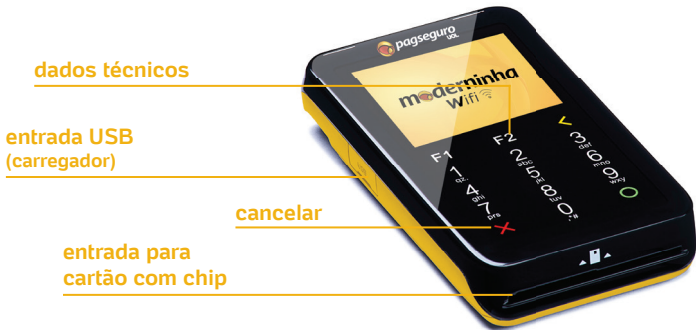 pagseguro
UOL
dados técnicos
moderninha
Wifi
entrada USB
(carregador)
F1 F2
1 2 3
qz. abc def
4 5 6
ghi jkl mno
7 8 9
prs tuv wxy
0
,#
cancelar
entrada para
cartão com chip